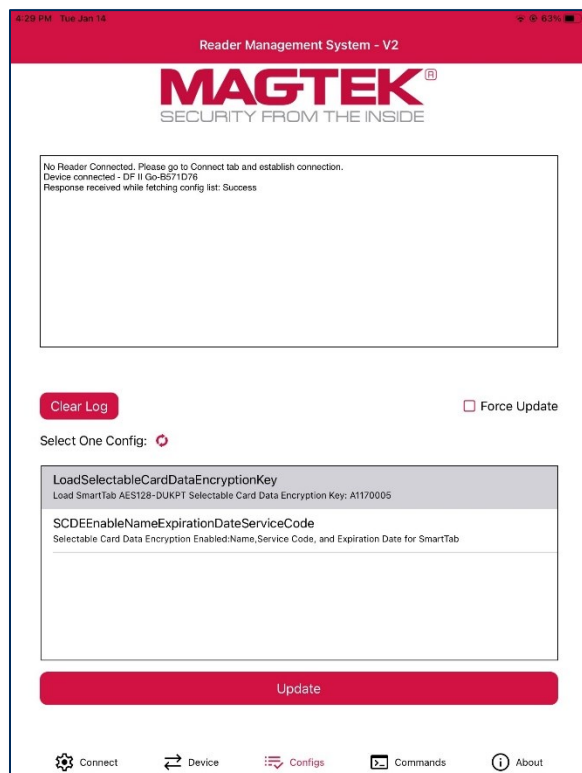 4:29 PM Tue Jan 14 63%
Reader Management System - V2
MAGTEK®
SECURITY FROM THE INSIDE
No Reader Connected. Please go to Connect tab and establish connection.
Device connected - DF II Go-B571D76
Response received while fetching config list: Success
Clear Log Force Update
Select One Config:
LoadSelectableCardDataEncryptionKey
Load SmartTab AES128-DUKPT Selectable Card Data Encryption Key: A1170005
SCDEEnableNameExpirationDateServiceCode
Selectable Card Data Encryption Enabled:Name,Service Code, and Expiration Date for SmartTab
Update
Connect Device Configs Commands About